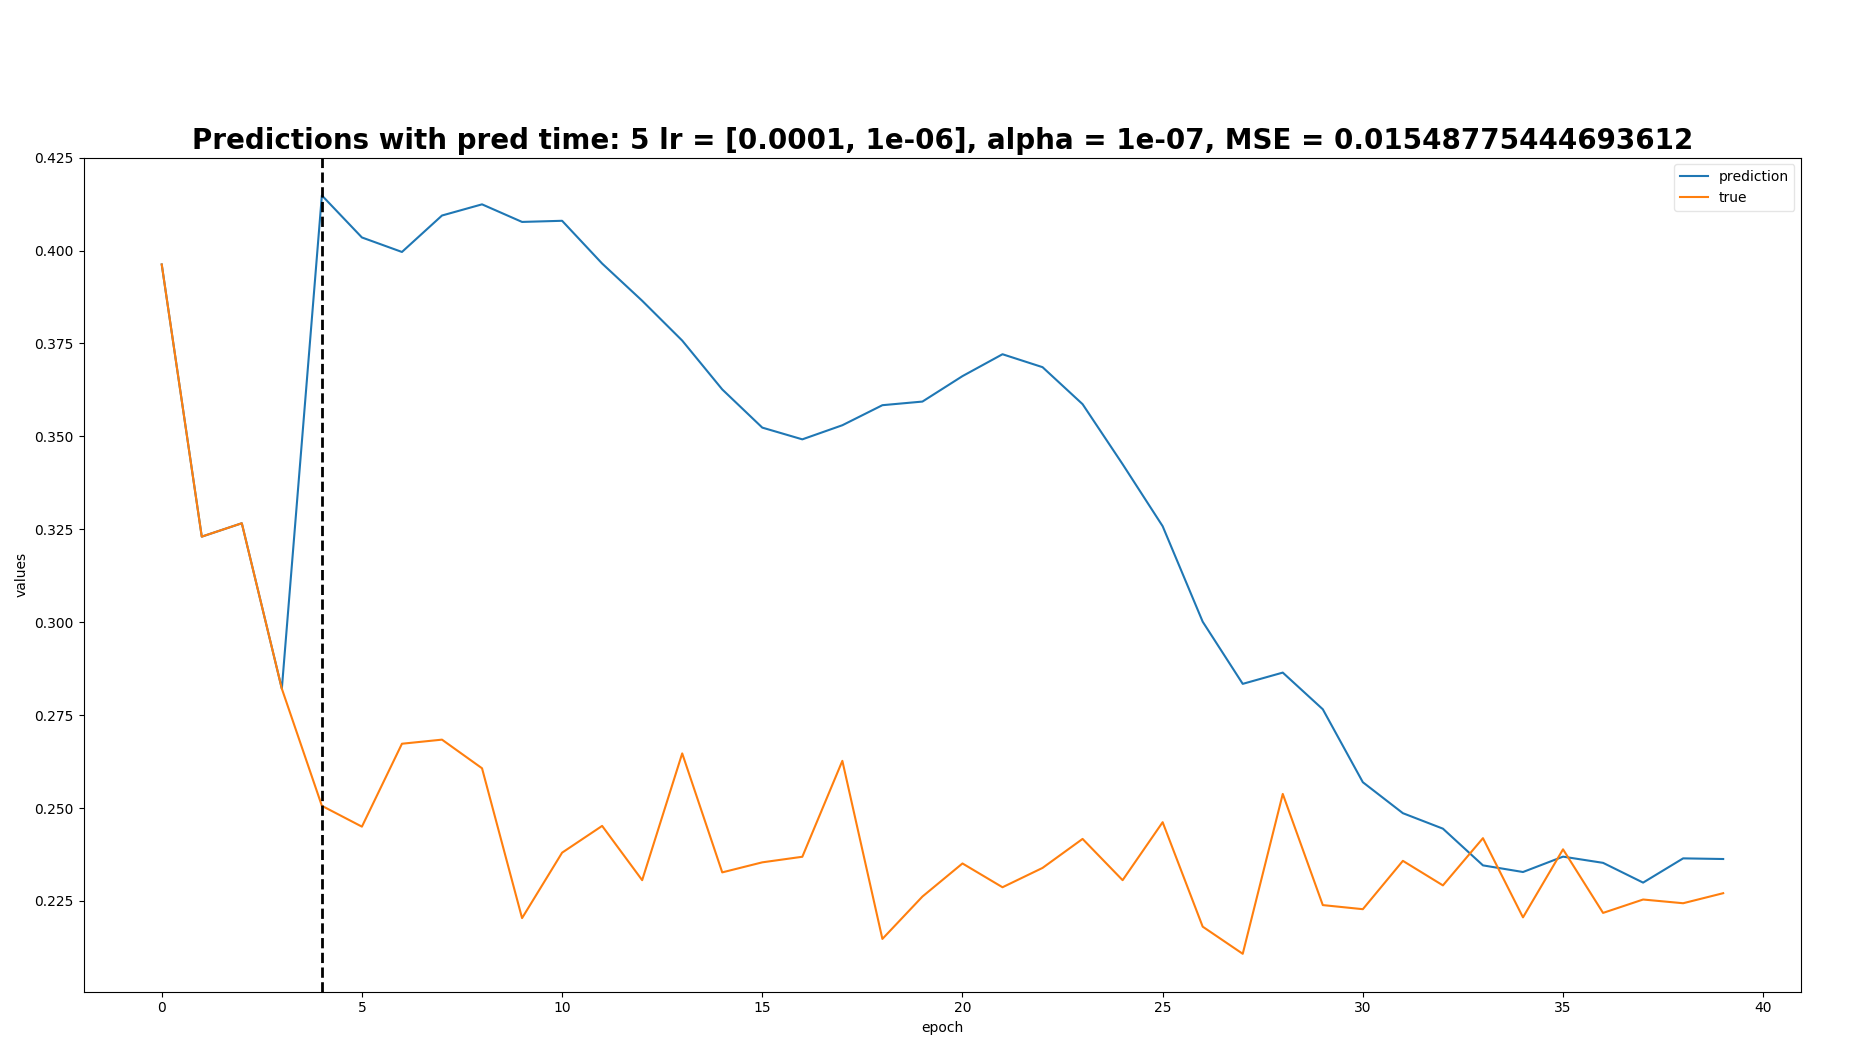 Predictions with pred time: 5 lr = [0.0001, 1e-06], alpha = 1e-07, MSE = 0.01548775444693612
prediction
true
0.425
0.400
0.375
0.350
0.325
0.300
0.275
0.250
0.225
values
0 5 10 15 20 25 30 35 40
epoch